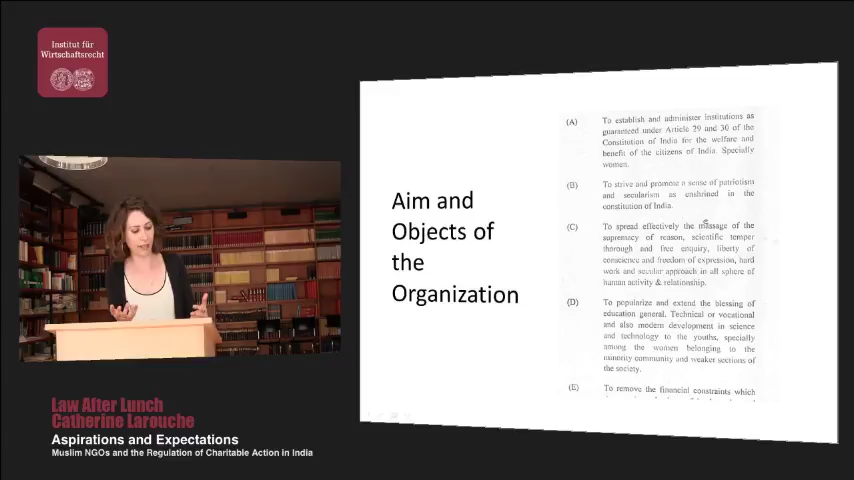 Institut für
Wirtschaftsrecht
Aim and
Objects of
the
Organization
(A) To establish and administer Institutions as
guaranteed under Article 29 and 30 of the
Constitution of India for the welfare and
benefit of the citizens of India. Specially
women.
(B) To strive and promote a sense of patriotism
and secularism as enshrined in the
constitution of India.
(C) To spread effectively the massage of the
supremacy of reason, scientific temper
thorough and free enquiry, liberty of
conscience and freedom of expression, hard
work and secular approach in all sphere of
human activity & relationship.
(D) To popularize and extend the blessing of
education general. Technical or vocational
and also modern development in science
and technology to the youths, specially
among the women belonging to the
minority community and weaker sections of
the society.
(E) To remove the financial constraints which
Law After Lunch
Catherine Larouche
Aspirations and Expectations
Muslim NGOs and the Regulation of Charitable Action in India